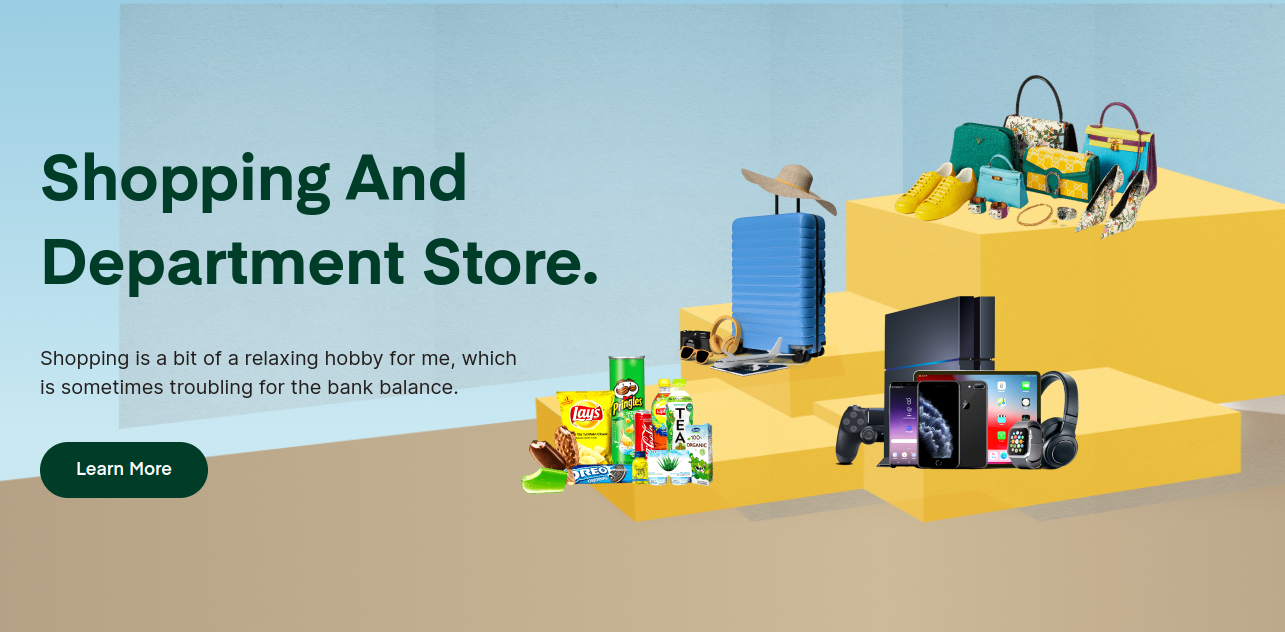 Shopping And
Department Store.
Shopping is a bit of a relaxing hobby for me, which
is sometimes troubling for the bank balance.
Learn More
Lay's
Pringles
TEA
100%
ORGANIC
OREO